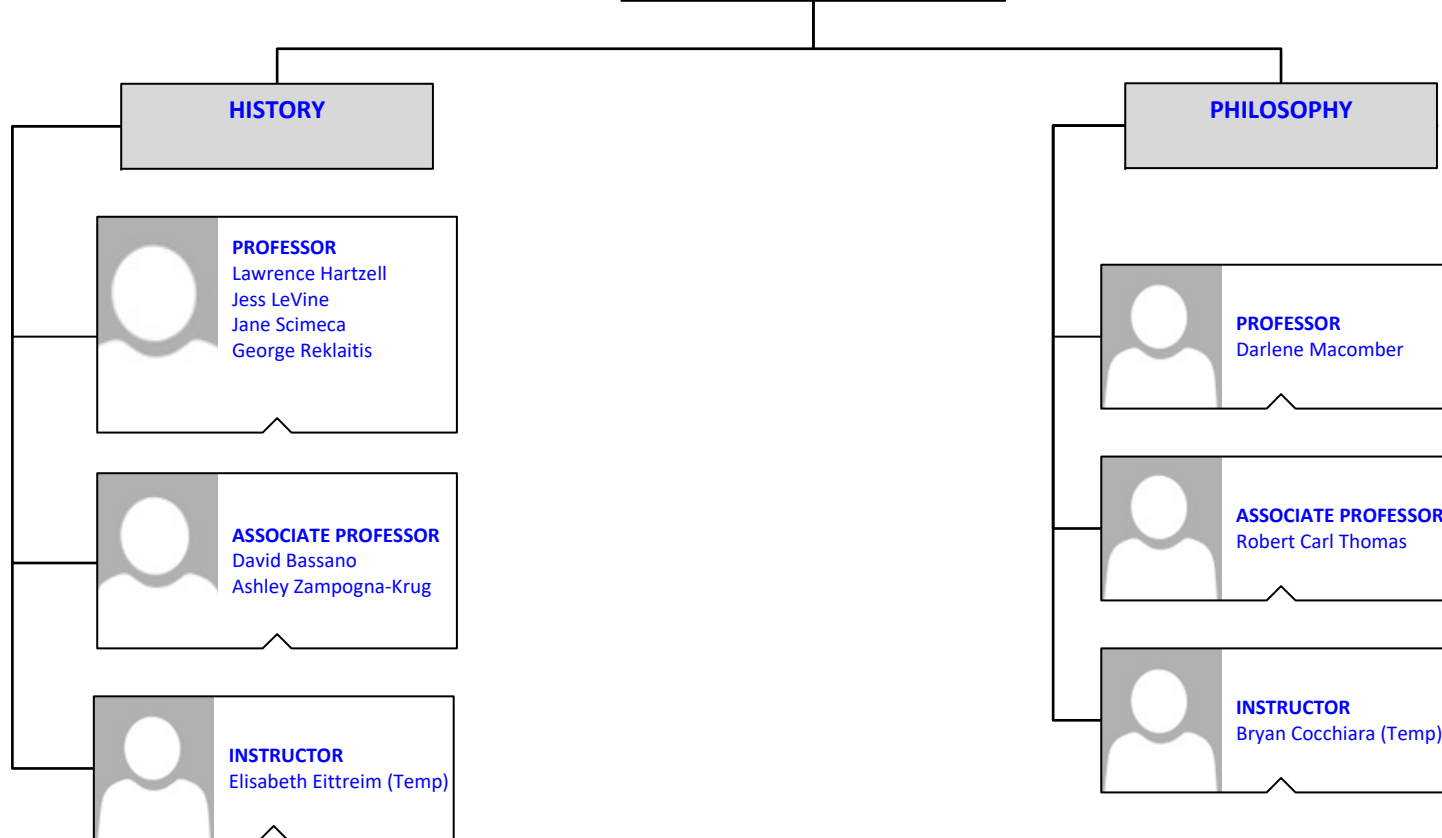 HISTORY
PROFESSOR
Lawrence Hartzell
Jess LeVine
Jane Scimeca
George Reklaitis
ASSOCIATE PROFESSOR
David Bassano
Ashley Zampogna-Krug
INSTRUCTOR
Elisabeth Eittreim (Temp)
PHILOSOPHY
PROFESSOR
Darlene Macomber
ASSOCIATE PROFESSOR
Robert Carl Thomas
INSTRUCTOR
Bryan Cocchiara (Temp)